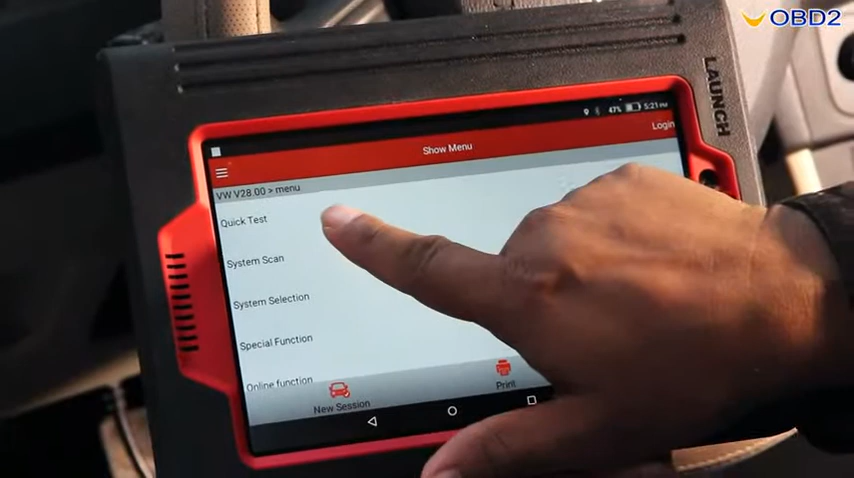 OBD2
LAUNCH
47% 5:21 PM
Login
Show Menu
VW V28.00 > menu
Quick Test
System Scan
System Selection
Special Function
Online function
New Session
Print